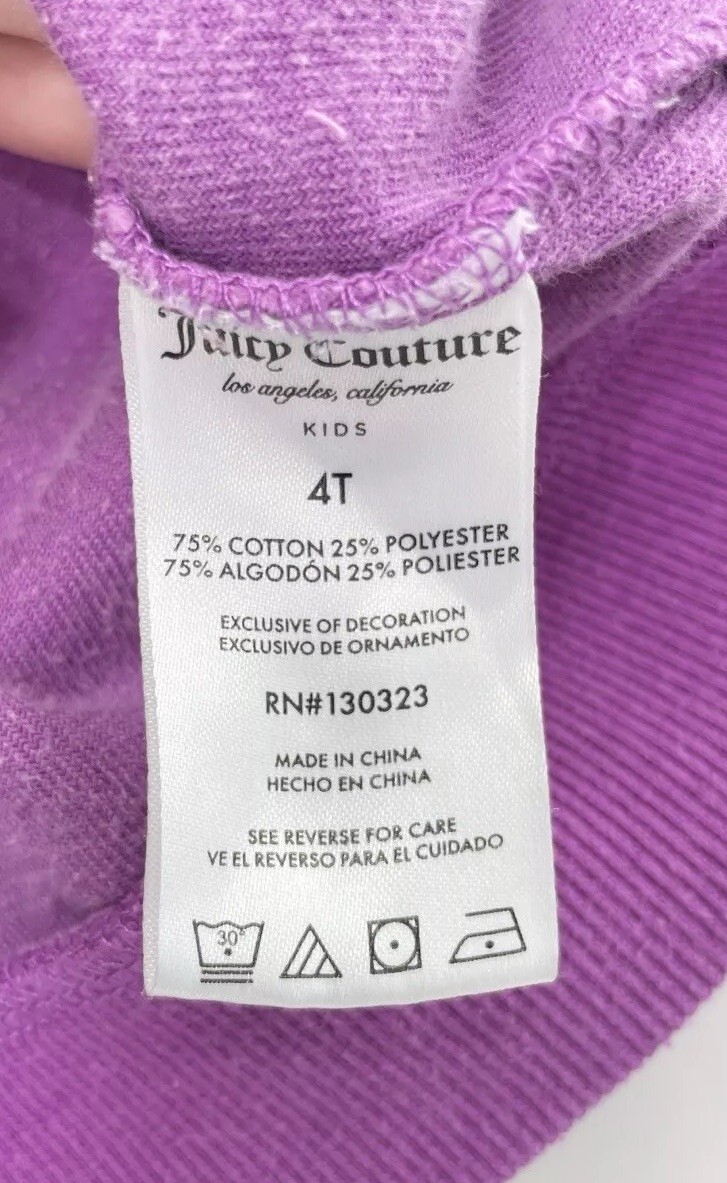 Juicy Couture
los angeles, california
KIDS
4T
75% COTTON 25% POLYESTER
75% ALGODÓN 25% POLIESTER
EXCLUSIVE OF DECORATION
EXCLUSIVO DE ORNAMENTO
RN#130323
MADE IN CHINA
HECHO EN CHINA
SEE REVERSE FOR CARE
VE EL REVERSO PARA EL CUIDADO
30°